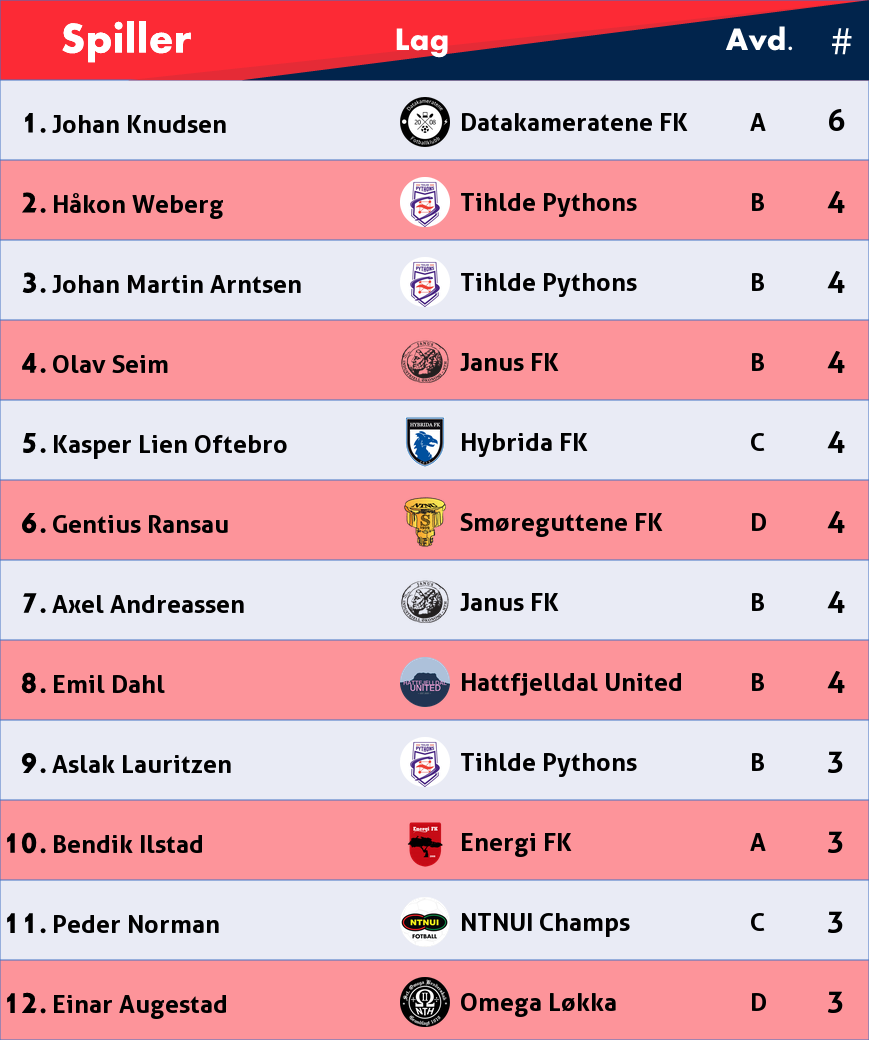 Spiller Lag Avd. #
1. Johan Knudsen Datakameratene FK A 6
2. Håkon Weberg Tihlde Pythons B 4
3. Johan Martin Arntsen Tihlde Pythons B 4
4. Olav Seim Janus FK B 4
5. Kasper Lien Oftebro HYBRIDA FK Hybrida FK C 4
6. Gentius Ransau NTNU S Smøreguttene FK D 4
7. Axel Andreassen Janus FK B 4
8. Emil Dahl HATTFJELLDAL UNITED Hattfjelldal United B 4
9. Aslak Lauritzen Tihlde Pythons B 3
10. Bendik Ilstad Energi FK Energi FK A 3
11. Peder Norman NTNUI FOTBALL NTNUI Champs C 3
12. Einar Augestad NTH Omega Løkka D 3